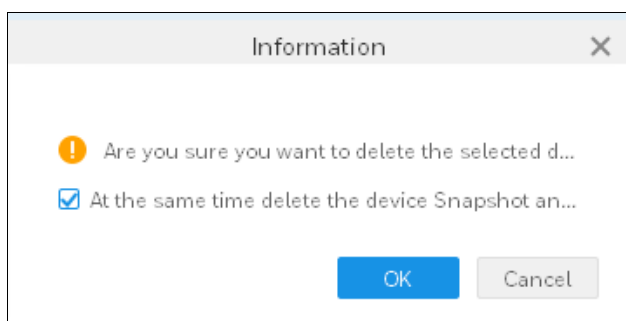 Information
Are you sure you want to delete the selected d...
At the same time delete the device Snapshot an...
OK
Cancel